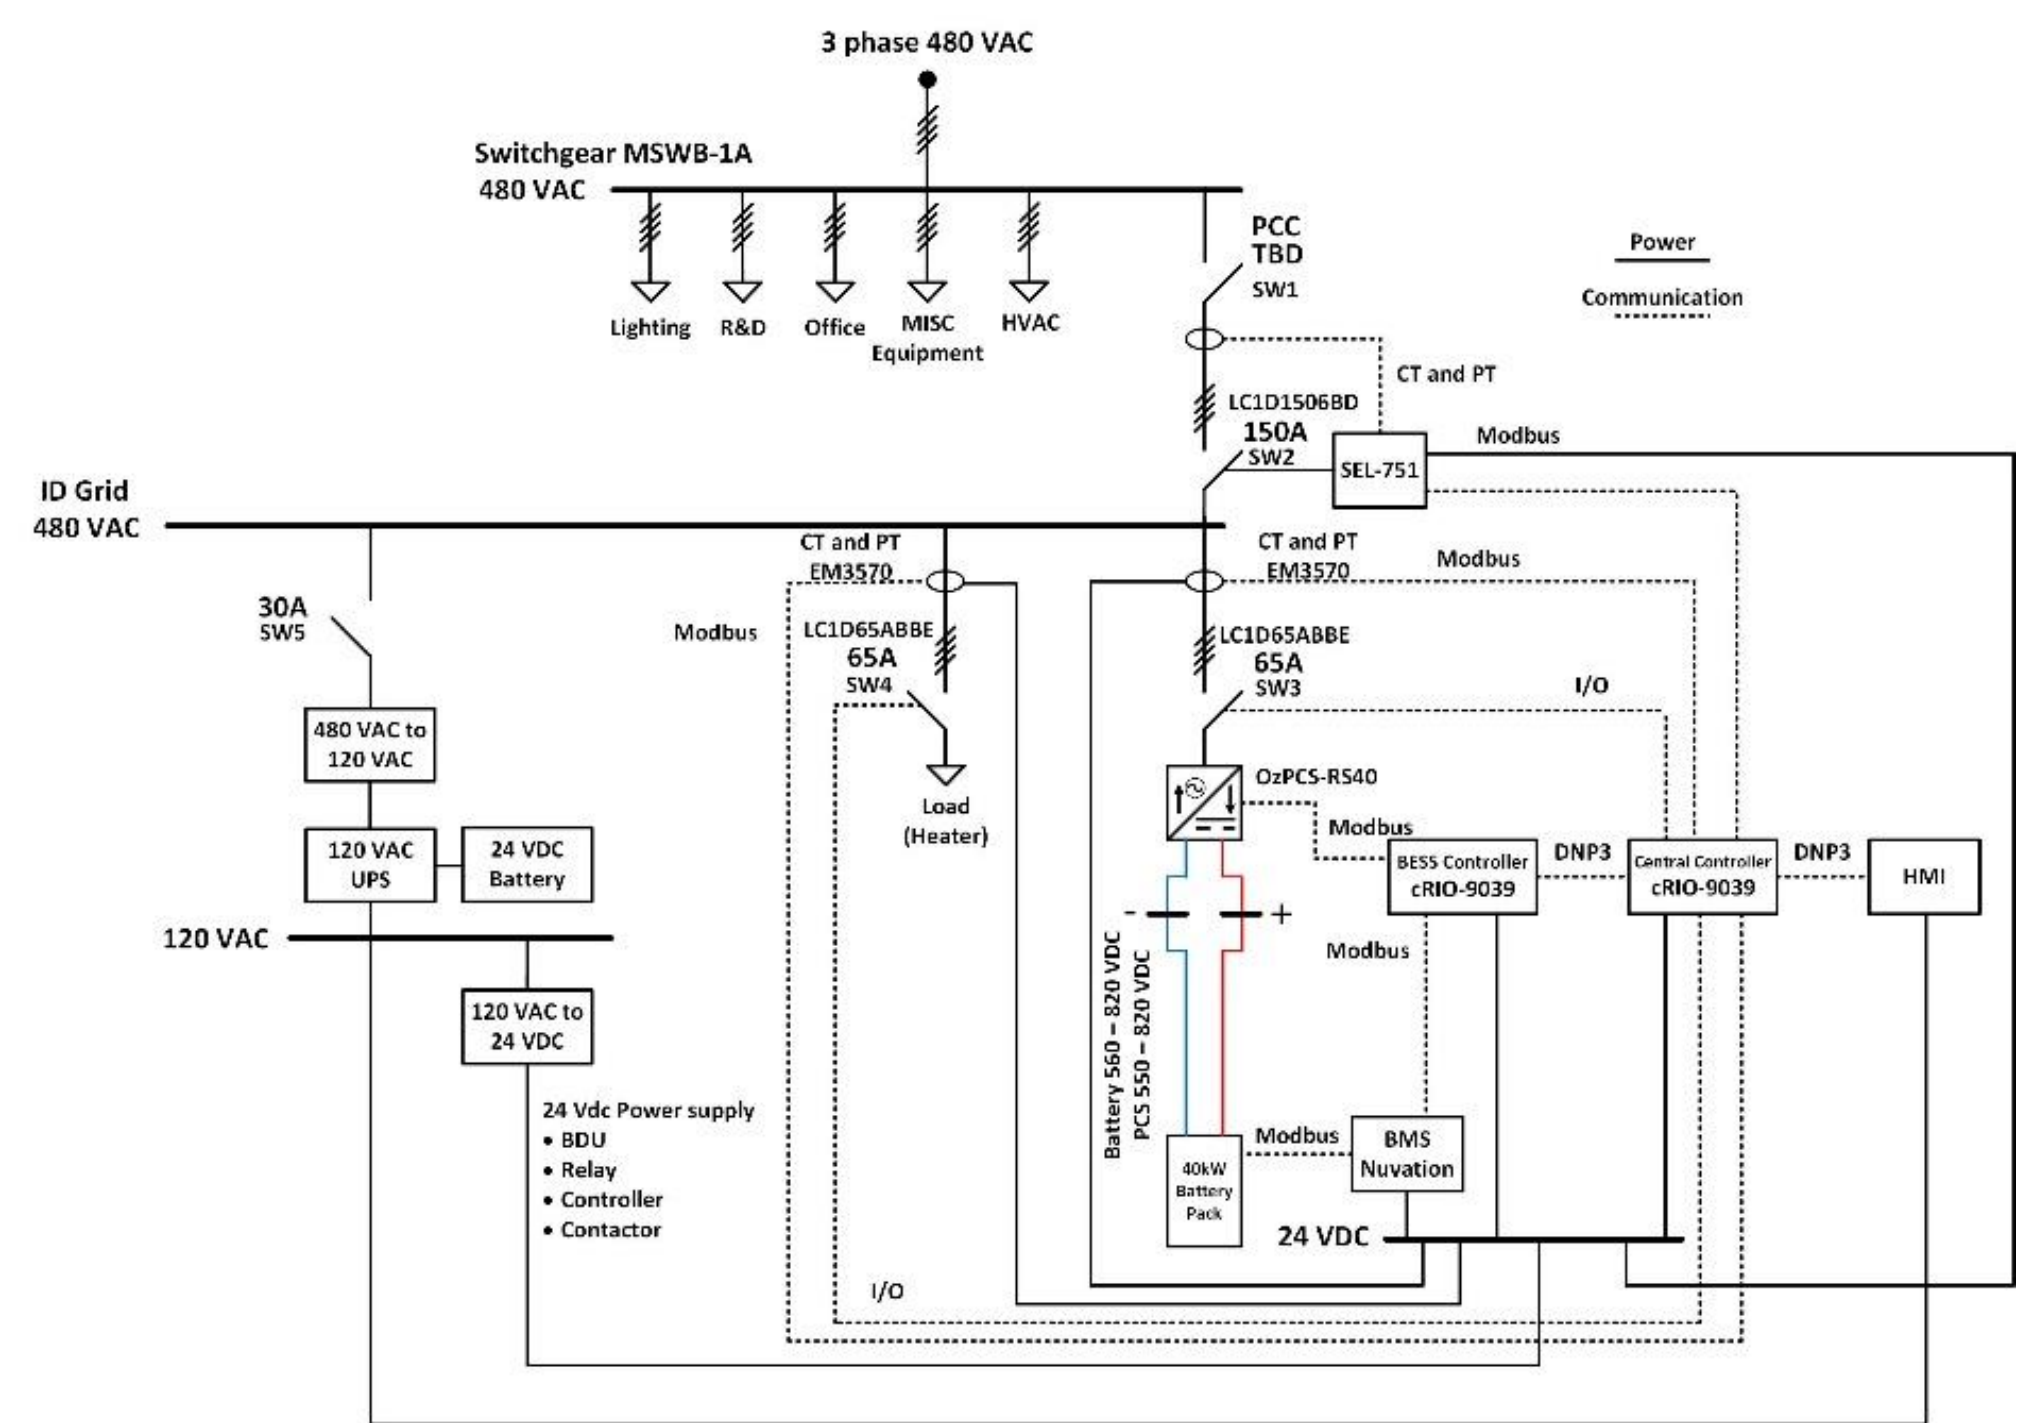 3 phase 480 VAC
Switchgear MSWB-1A
480 VAC
PCC
TBD
SW1
Power
Communication
Lighting
R&D
Office
MISC
Equipment
HVAC
CT and PT
LC1D1506BD
150A
SW2
SEL-751
Modbus
ID Grid
480 VAC
CT and PT
EM3570
CT and PT
EM3570
Modbus
30A
SW5
Modbus
LC1D65ABBE
65A
SW4
LC1D65ABBE
65A
SW3
I/O
480 VAC to
120 VAC
Load
(Heater)
OzPCS-RS40
Modbus
120 VAC
UPS
24 VDC
Battery
BESS Controller
cRIO-9039
DNP3
Central Controller
cRIO-9039
DNP3
HMI
- +
120 VAC
Modbus
Battery 560 – 820 VDC
PCS 550 – 820 VDC
120 VAC to
24 VDC
24 Vdc Power supply
• BDU
• Relay
• Controller
• Contactor
40kW
Battery
Pack
Modbus
BMS
Nuvation
24 VDC
I/O